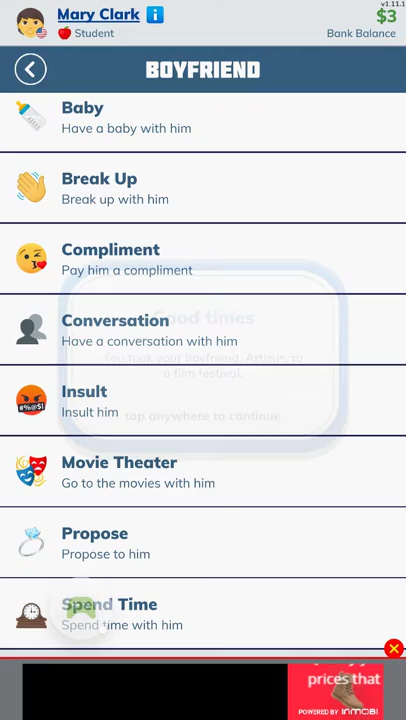 v1.11.1
Mary Clark i
$3
Student
Bank Balance
BOYFRIEND
Baby
Have a baby with him
Break Up
Break up with him
Compliment
Pay him a compliment
Good times
Conversation
Have a conversation with him
You took your boyfriend, Atticus, to
a film festival.
Insult
Insult him
tap anywhere to continue
Movie Theater
Go to the movies with him
Propose
Propose to him
Spend Time
Spend time with him
prices that
POWERED BY INMOBI